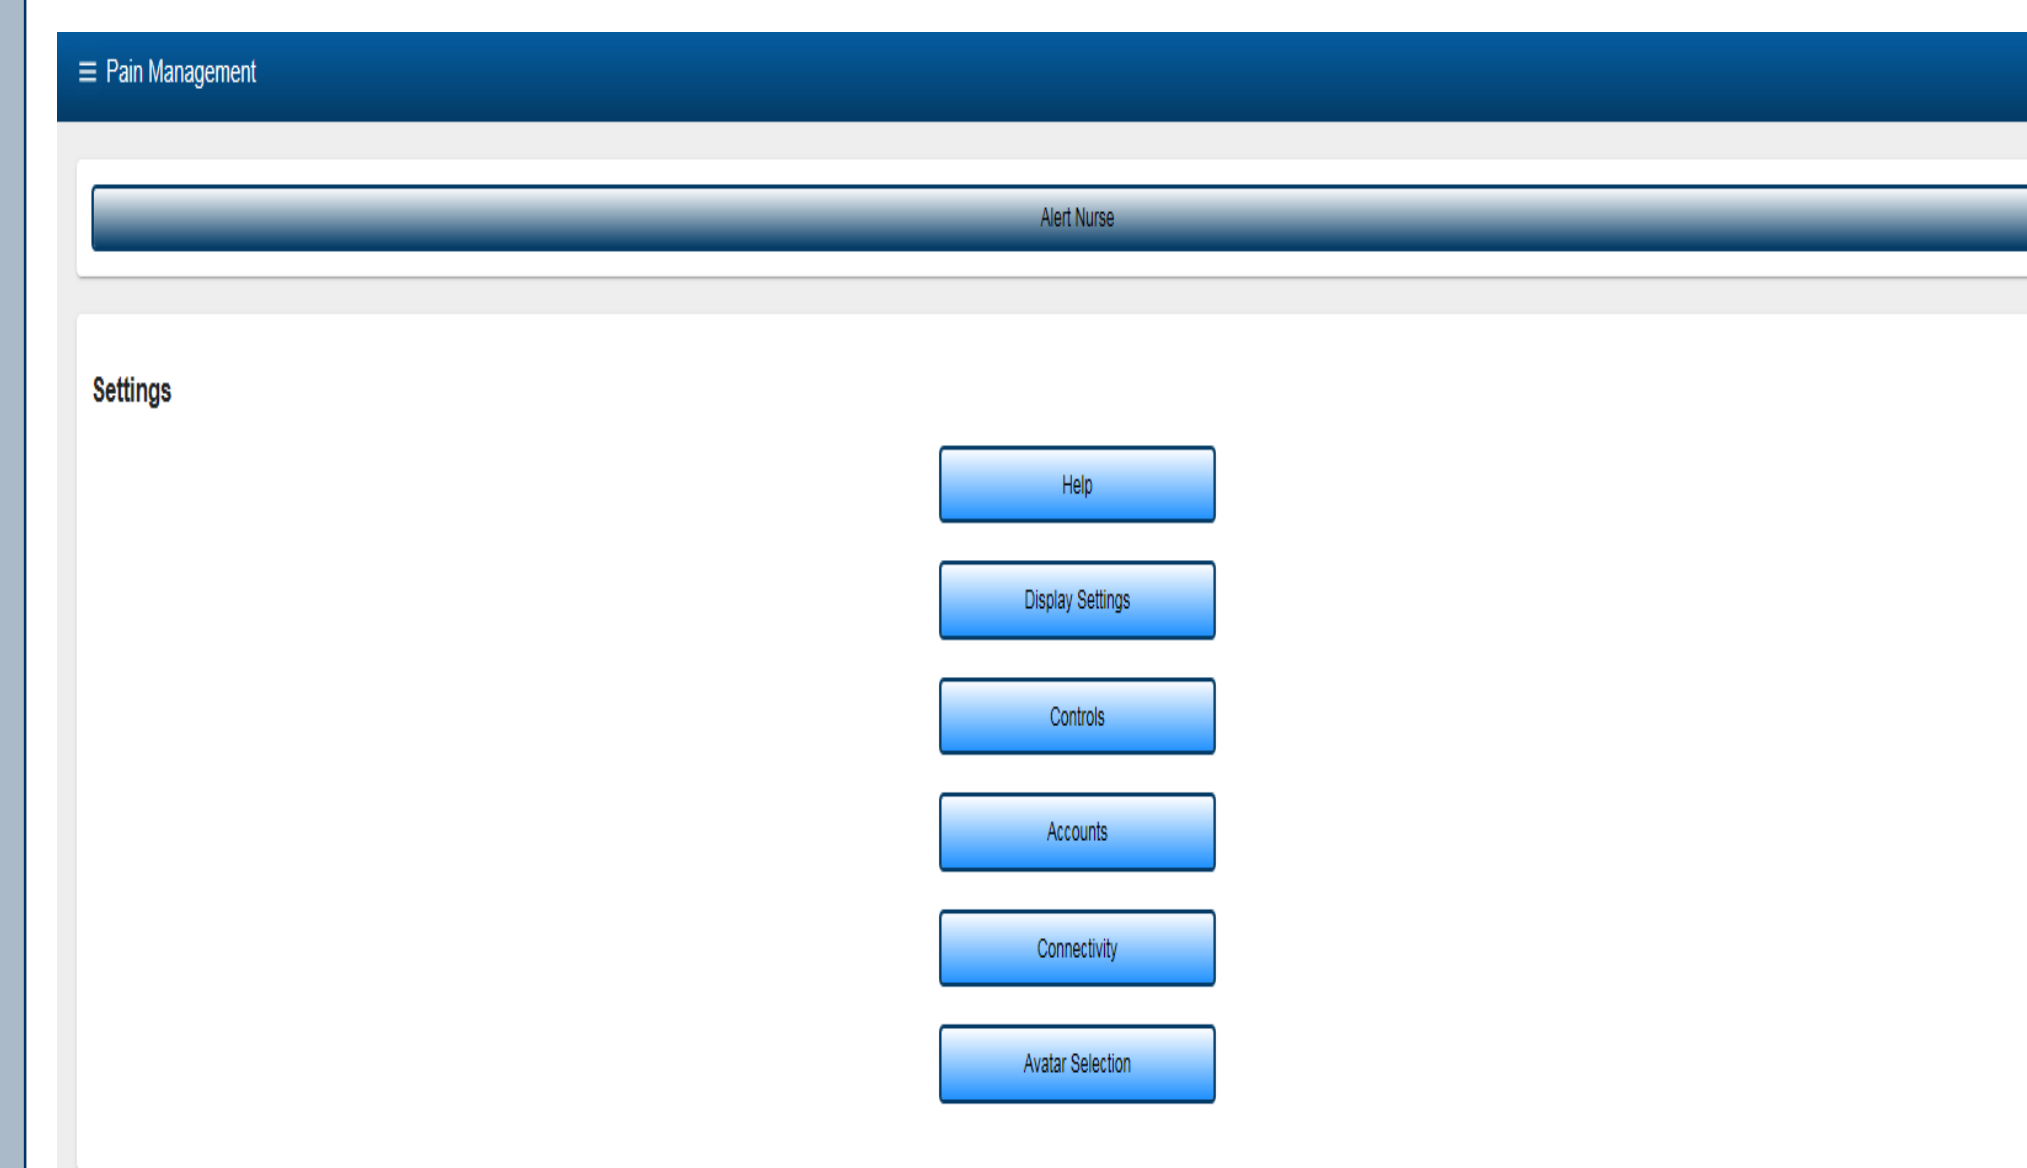 ☰ Pain Management
Alert Nurse
Settings
Help
Display Settings
Controls
Accounts
Connectivity
Avatar Selection